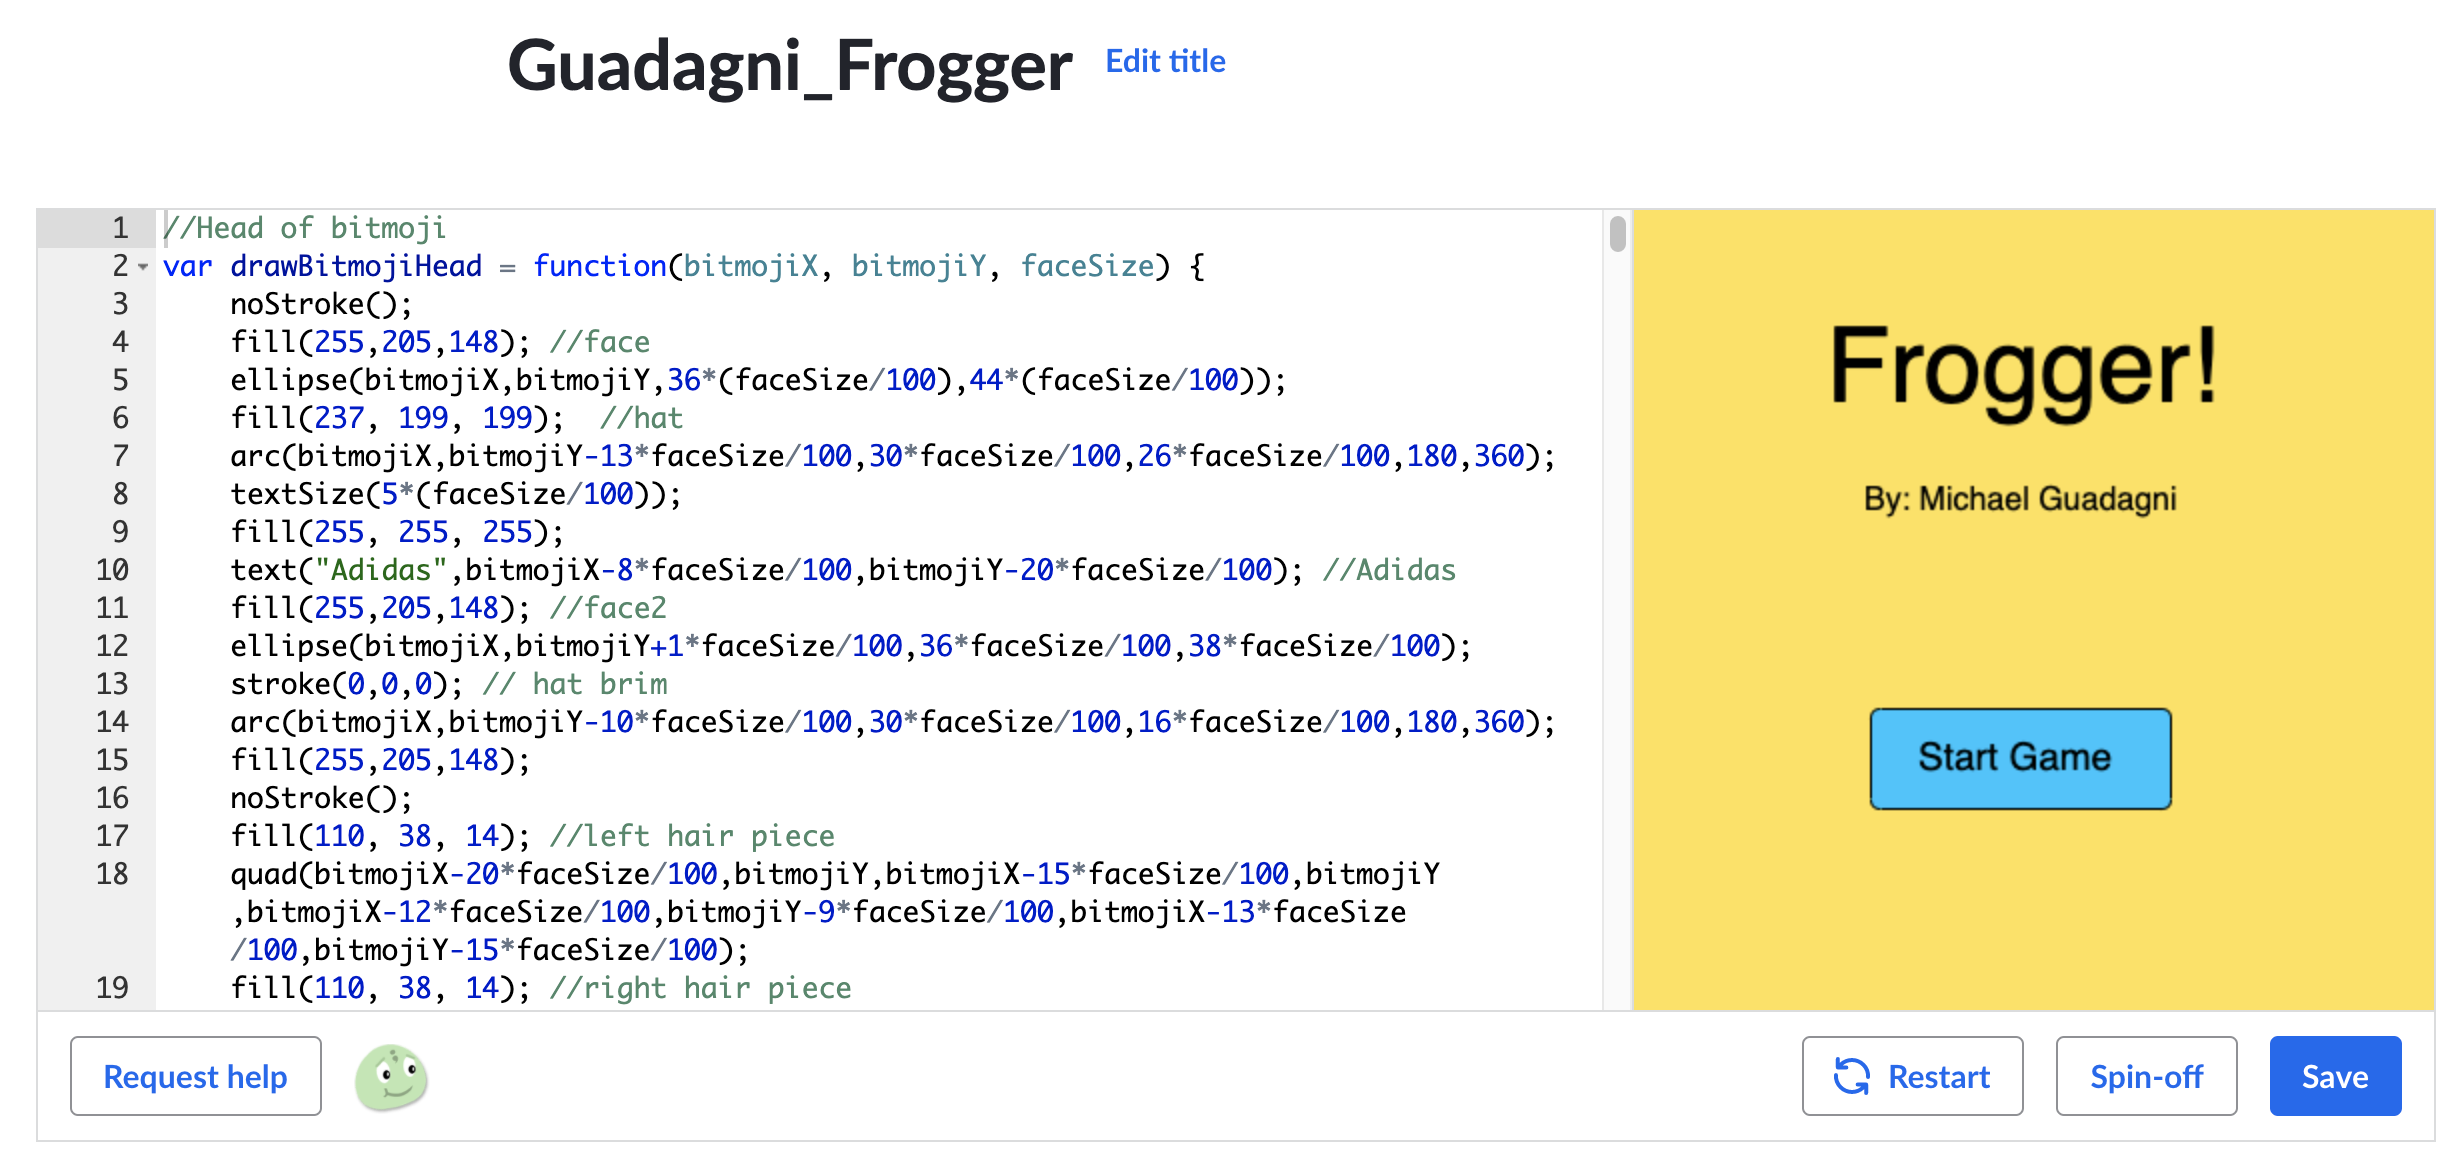 Guadagni_Frogger Edit title
1 //Head of bitmoji
2 var drawBitmojiHead = function(bitmojiX, bitmojiY, faceSize) {
3 noStroke();
4 fill(255,205,148); //face
5 ellipse(bitmojiX,bitmojiY,36*(faceSize/100),44*(faceSize/100));
6 fill(237, 199, 199);  //hat
7 arc(bitmojiX,bitmojiY-13*faceSize/100,30*faceSize/100,26*faceSize/100,180,360);
8 textSize(5*(faceSize/100));
9 fill(255, 255, 255);
10 text("Adidas",bitmojiX-8*faceSize/100,bitmojiY-20*faceSize/100); //Adidas
11 fill(255,205,148); //face2
12 ellipse(bitmojiX,bitmojiY+1*faceSize/100,36*faceSize/100,38*faceSize/100);
13 stroke(0,0,0); // hat brim
14 arc(bitmojiX,bitmojiY-10*faceSize/100,30*faceSize/100,16*faceSize/100,180,360);
15 fill(255,205,148);
16 noStroke();
17 fill(110, 38, 14); //left hair piece
18 quad(bitmojiX-20*faceSize/100,bitmojiY,bitmojiX-15*faceSize/100,bitmojiY
,bitmojiX-12*faceSize/100,bitmojiY-9*faceSize/100,bitmojiX-13*faceSize
/100,bitmojiY-15*faceSize/100);
19 fill(110, 38, 14); //right hair piece
Frogger!
By: Michael Guadagni
Start Game
Request help
Restart
Spin-off
Save